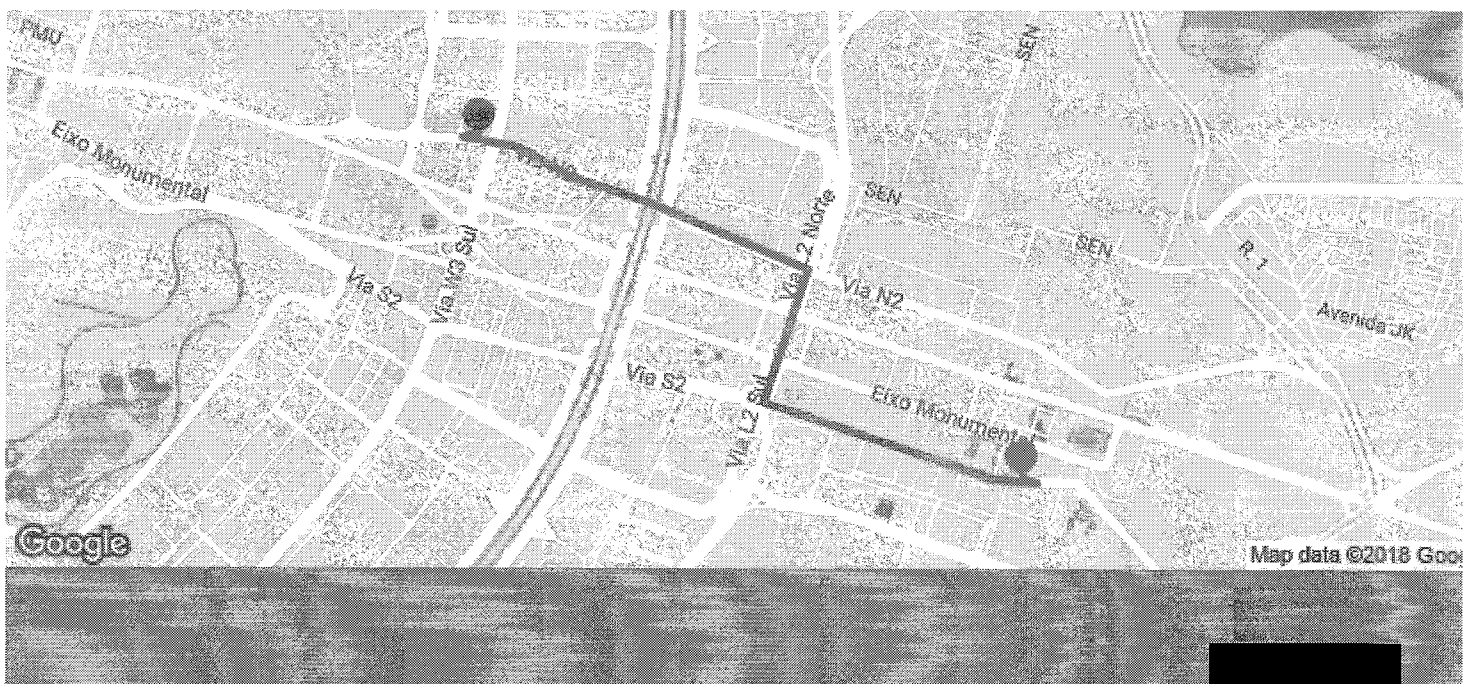 PMU
SEN
Eixo Monumental
Via L2 Norte
SEN
SEN
R. 1
Via W3 Sul
Via S2
Via N2
Avenida JK
Via S2
Eixo Monumental
Via L2 Sul
Google
Map data ©2018 Goo